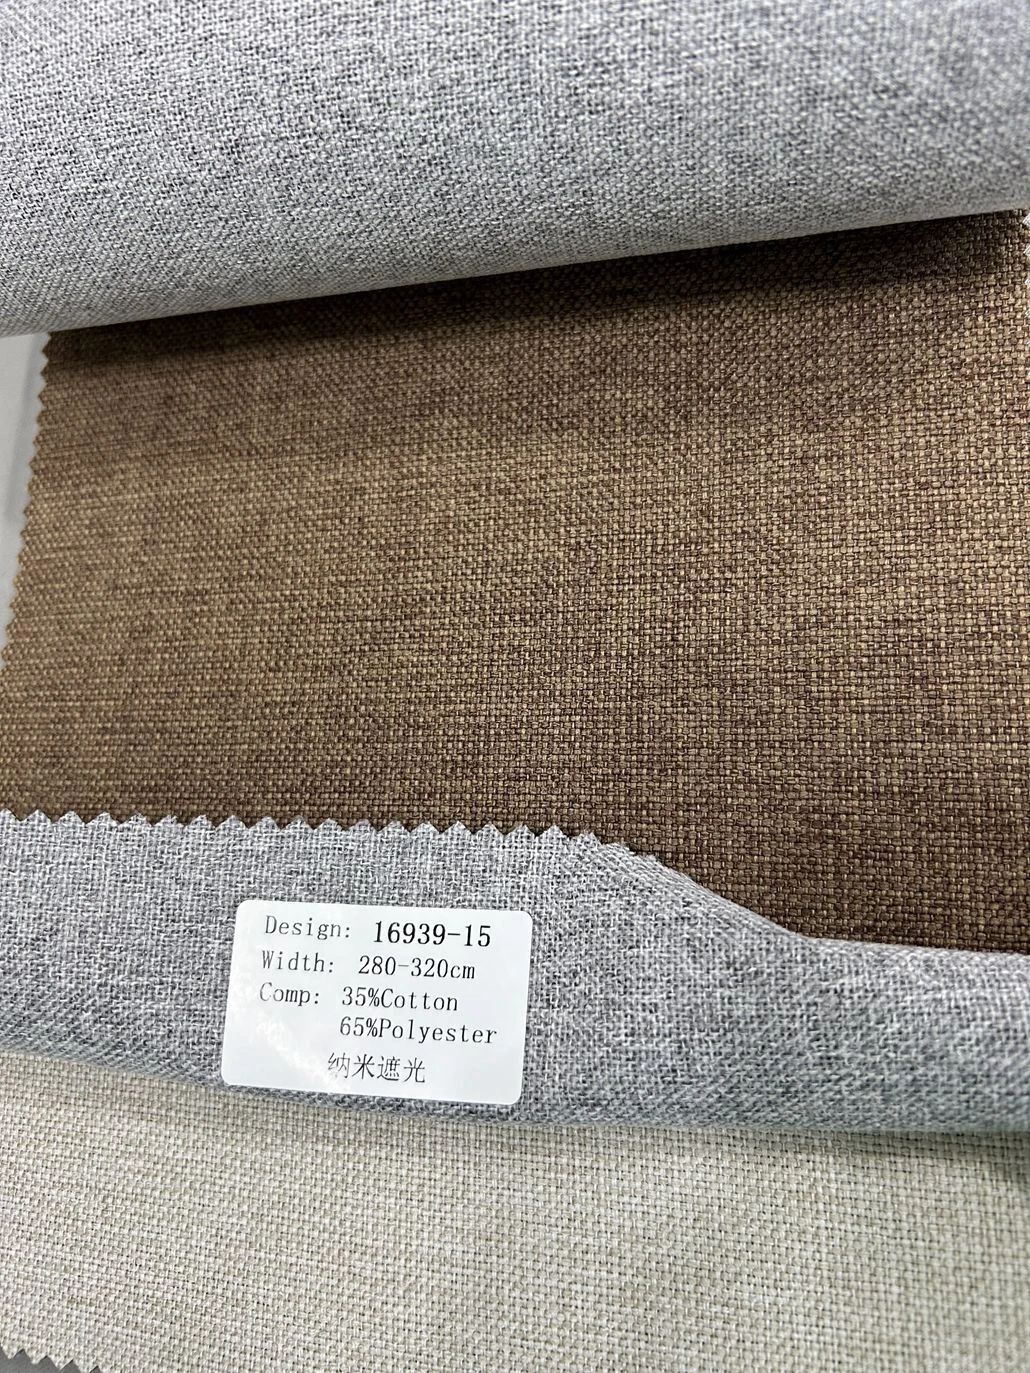 Design: 16939-15
Width: 280-320cm
Comp: 35%Cotton
65%Polyester
纳米遮光